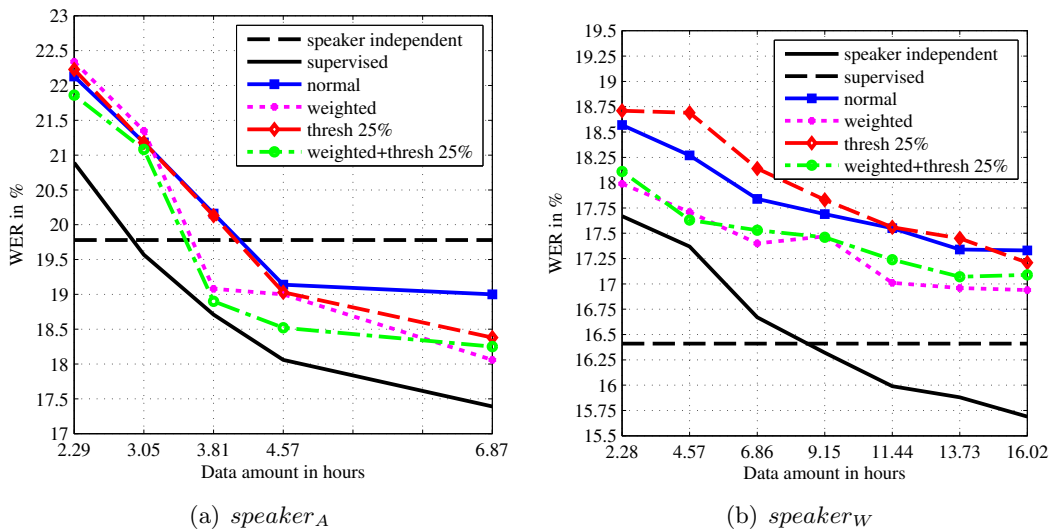 23
22.5
22
21.5
21
20.5
20
19.5
19
18.5
18
17.5
17
WER in %
speaker independent
supervised
normal
weighted
thresh 25%
weighted+thresh 25%
2.29 3.05 3.81 4.57 6.87
Data amount in hours
(a) speaker_A
19.5
19.25
19
18.75
18.5
18.25
18
17.75
17.5
17.25
17
16.75
16.5
16.25
16
15.75
15.5
WER in %
speaker independent
supervised
normal
weighted
thresh 25%
weighted+thresh 25%
2.28 4.57 6.86 9.15 11.44 13.73 16.02
Data amount in hours
(b) speaker_W